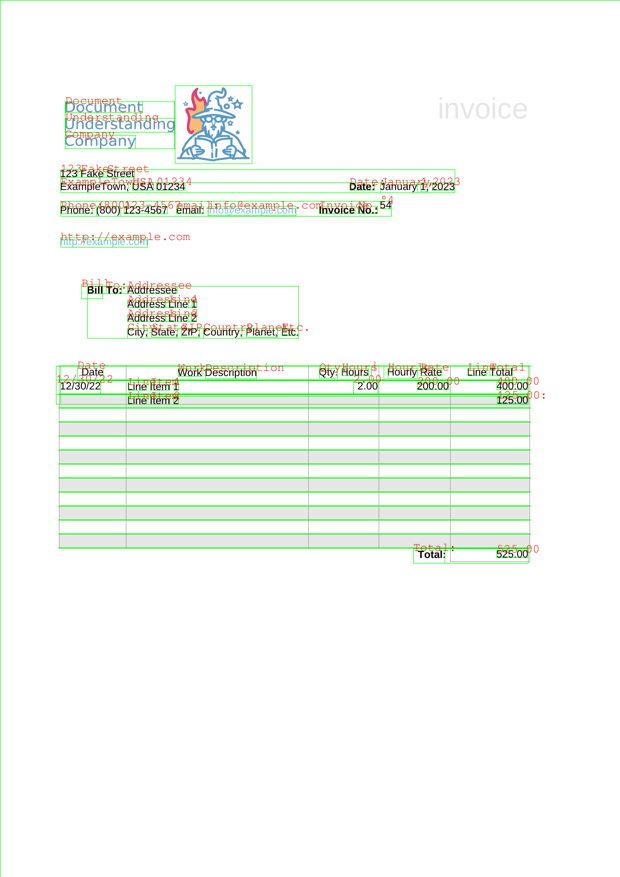 invoice
Document
Understanding
Company
123 Fake Street
ExampleTown, USA 01234 Date: January 1, 2023
Phone: (800) 123-4567 email: info@example.com Invoice No.: 54
http://example.com
Bill To: Addressee
Address Line 1
Address Line 2
City, State, ZIP, Country, Planet, Etc.
Date Work Description Qty. Hours Hourly Rate Line Total
12/30/22 Line Item 1 2.00 200.00 400.00
Line Item 2 125.00
Total: 525.00